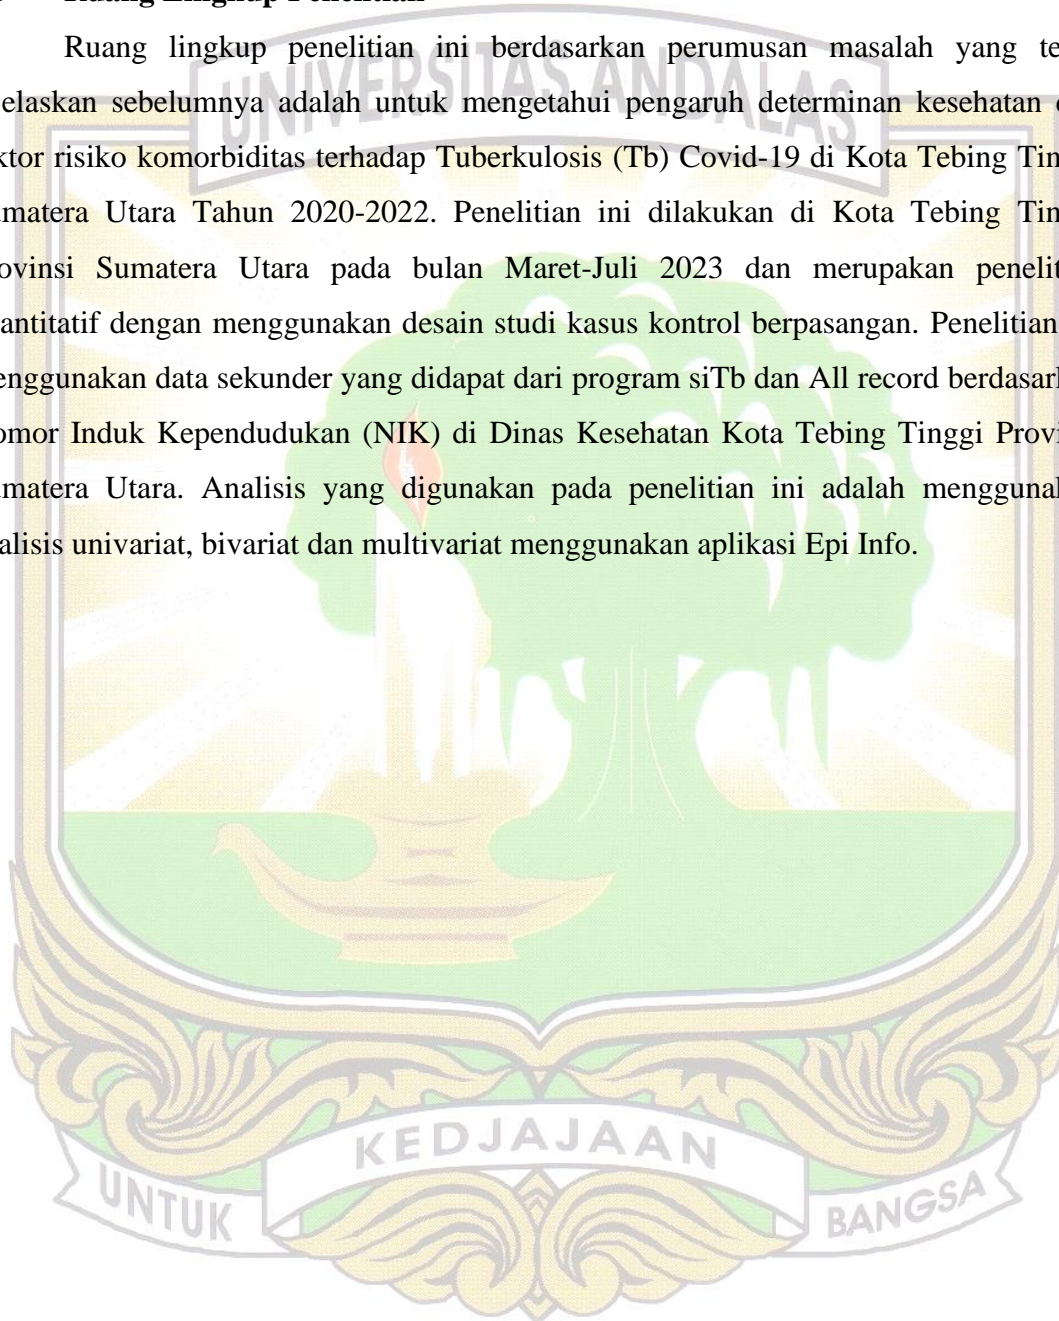 Ruang Lingkup Penelitian
Ruang lingkup penelitian ini berdasarkan perumusan masalah yang te
elaskan sebelumnya adalah untuk mengetahui pengaruh determinan kesehatan
ktor risiko komorbiditas terhadap Tuberkulosis (Tb) Covid-19 di Kota Tebing Tin
matera Utara Tahun 2020-2022. Penelitian ini dilakukan di Kota Tebing Tin
ovinsi Sumatera Utara pada bulan Maret-Juli 2023 dan merupakan penelit
antitatif dengan menggunakan desain studi kasus kontrol berpasangan. Penelitian
enggunakan data sekunder yang didapat dari program siTb dan All record berdasark
omor Induk Kependudukan (NIK) di Dinas Kesehatan Kota Tebing Tinggi Provi
matera Utara. Analisis yang digunakan pada penelitian ini adalah menggunal
alisis univariat, bivariat dan multivariat menggunakan aplikasi Epi Info.
UNIVERSITAS ANDALAS
UNTUK KEDJAJAAN BANGSA